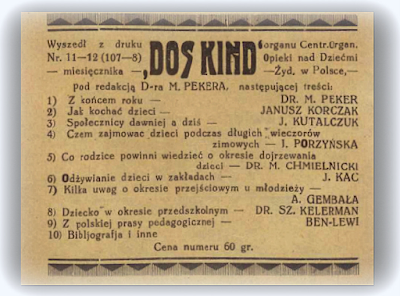 Wyszedł z druku „DOS KIND” organu Centr. Organ.
Nr. 11—12 (107—8) Opieki nad Dziećmi
— miesięcznika — —Żyd. w Polsce,—
pod redakcją D-ra M. PEKERA, następującej treści:
1) Z końcem roku — DR. M. PEKER
2) Jak kochać dzieci — JANUSZ KORCZAK
3) Społecznicy dawniej a dziś — J. KUTALCZUK
4) Czem zajmować dzieci podczas długich wieczorów
zimowych — I. PORZYŃSKA
5) Co rodzice powinni wiedzieć o okresie dojrzewania
dzieci — DR. M. CHMIELNICKI
6) Odżywianie dzieci w zakładach — J. KAC
7) Kilka uwag o okresie przejściowym u młodzieży —
A. GEMBAŁA
8) Dziecko w okresie przedszkolnym — DR. SZ. KELERMAN
9) Z polskiej prasy pedagogicznej — BEN-LEWI
10) Bibljografja i inne
Cena numeru 60 gr.